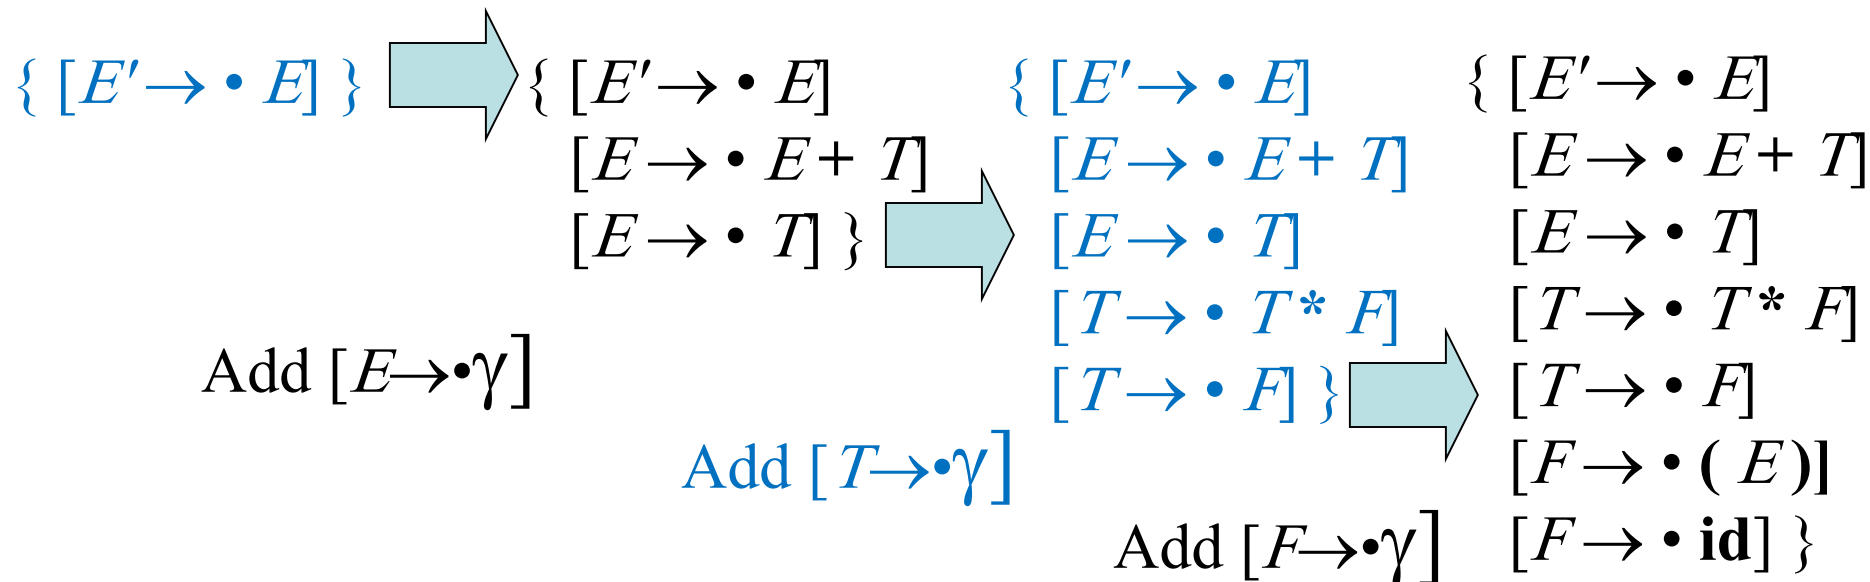 { [E′→ • E] }
{ [E′→ • E]
[E → • E + T]
[E → • T] }
Add [E→•γ]
{ [E′→ • E]
[E → • E + T]
[E → • T]
[T → • T * F]
[T → • F] }
Add [T→•γ]
{ [E′→ • E]
[E → • E + T]
[E → • T]
[T → • T * F]
[T → • F]
[F → • ( E )]
[F → • id] }
Add [F→•γ]